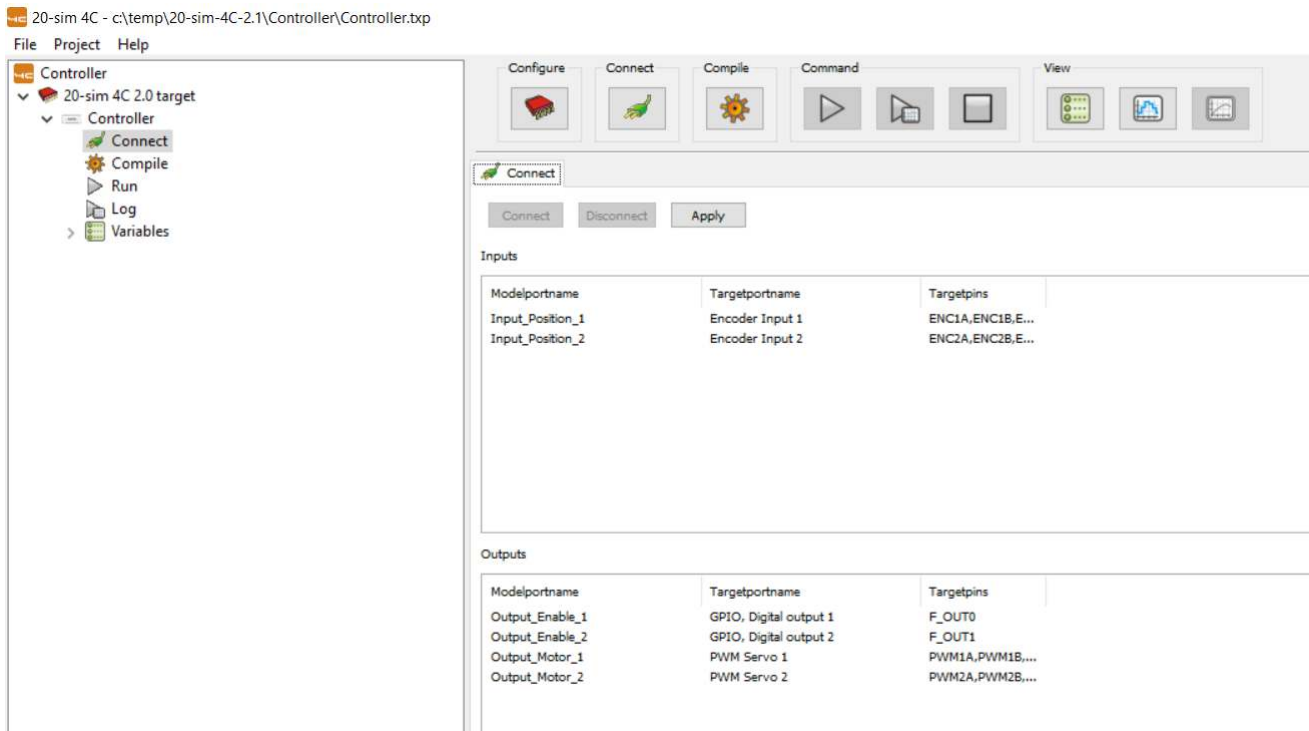 20-sim 4C - c:\temp\20-sim-4C-2.1\Controller\Controller.txp
File Project Help
4C Controller
20-sim 4C 2.0 target
Controller
Connect
Compile
Run
Log
Variables
Configure Connect Compile Command View
Connect
Connect Disconnect Apply
Inputs
Modelportname Targetportname Targetpins
Input_Position_1 Encoder Input 1 ENC1A,ENC1B,E...
Input_Position_2 Encoder Input 2 ENC2A,ENC2B,E...
Outputs
Modelportname Targetportname Targetpins
Output_Enable_1 GPIO, Digital output 1 F_OUT0
Output_Enable_2 GPIO, Digital output 2 F_OUT1
Output_Motor_1 PWM Servo 1 PWM1A,PWM1B,...
Output_Motor_2 PWM Servo 2 PWM2A,PWM2B,...